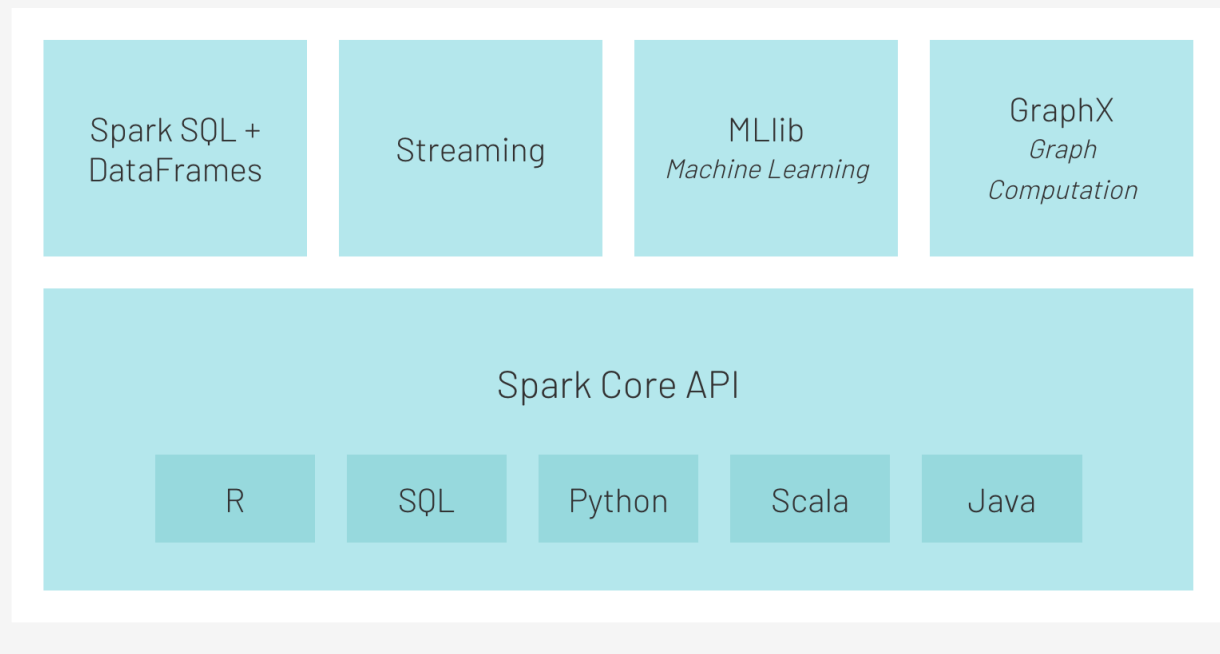 Spark SQL +
DataFrames
Streaming
MLlib
Machine Learning
GraphX
Graph
Computation
Spark Core API
R
SQL
Python
Scala
Java